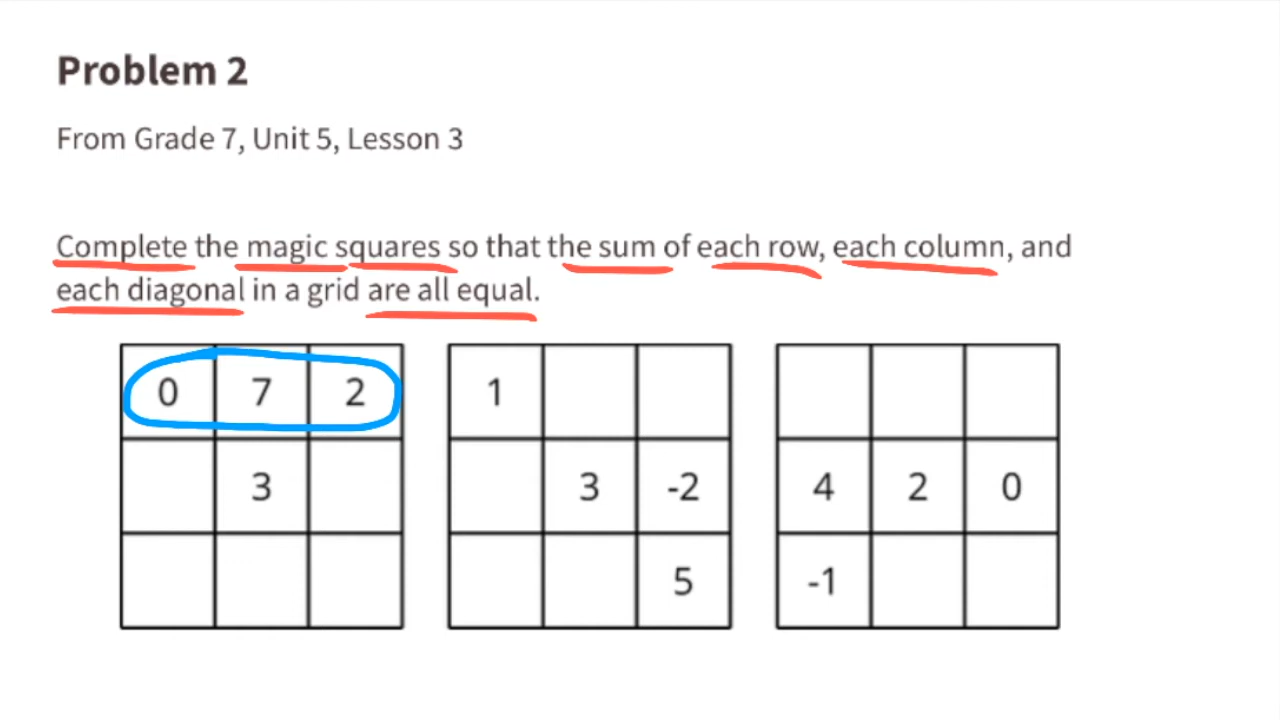 Problem 2
From Grade 7, Unit 5, Lesson 3
Complete the magic squares so that the sum of each row, each column, and
each diagonal in a grid are all equal.
0 7 2
3
1
3 -2
5
4 2 0
-1